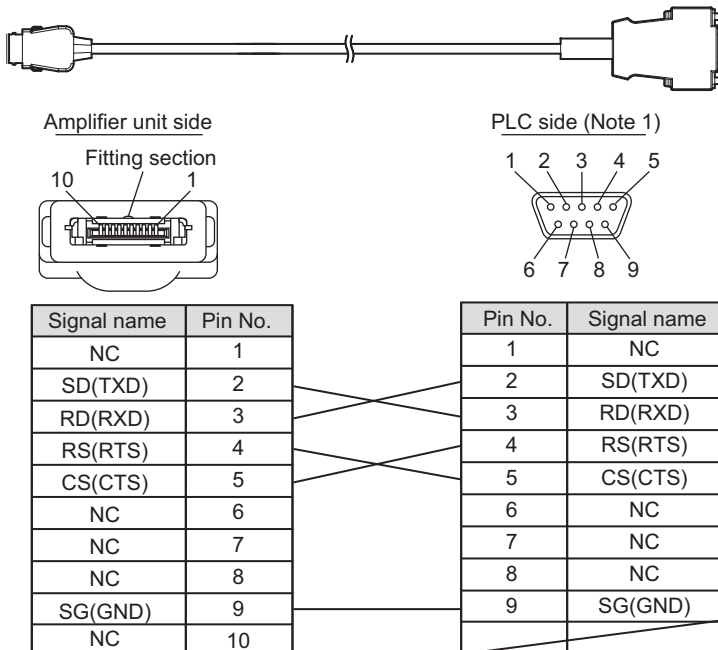 Amplifier unit side
PLC side (Note 1)
Fitting section
10 1
1 2 3 4 5
6 7 8 9
Signal name Pin No.
NC 1
SD(TXD) 2
RD(RXD) 3
RS(RTS) 4
CS(CTS) 5
NC 6
NC 7
NC 8
SG(GND) 9
NC 10
Pin No. Signal name
1 NC
2 SD(TXD)
3 RD(RXD)
4 RS(RTS)
5 CS(CTS)
6 NC
7 NC
8 NC
9 SG(GND)